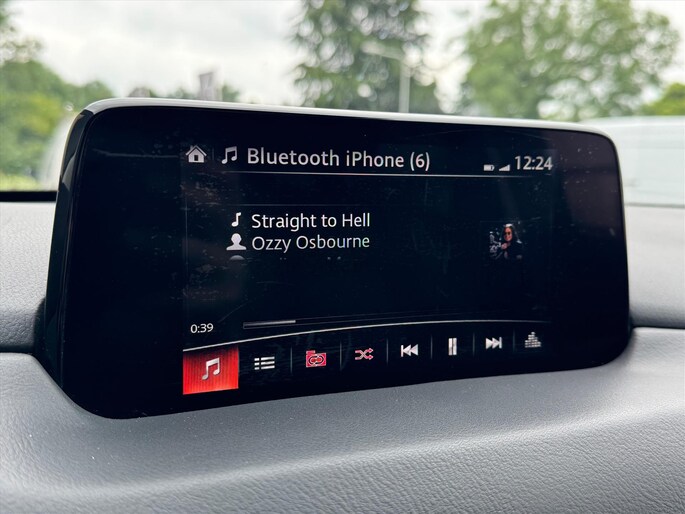 Bluetooth iPhone (6)
12:24
Straight to Hell
Ozzy Osbourne
0:39